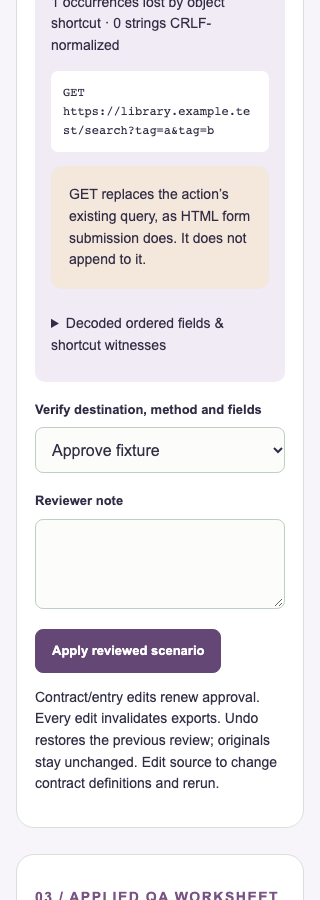 1 occurrences lost by object
shortcut · 0 strings CRLF-
normalized
GET
https://library.example.te
st/search?tag=a&tag=b
GET replaces the action's
existing query, as HTML form
submission does. It does not
append to it.
▶ Decoded ordered fields &
shortcut witnesses
Verify destination, method and fields
Approve fixture
Reviewer note
Apply reviewed scenario
Contract/entry edits renew approval.
Every edit invalidates exports. Undo
restores the previous review; originals
stay unchanged. Edit source to change
contract definitions and rerun.
03 / APPLIED QA WORKSHEET